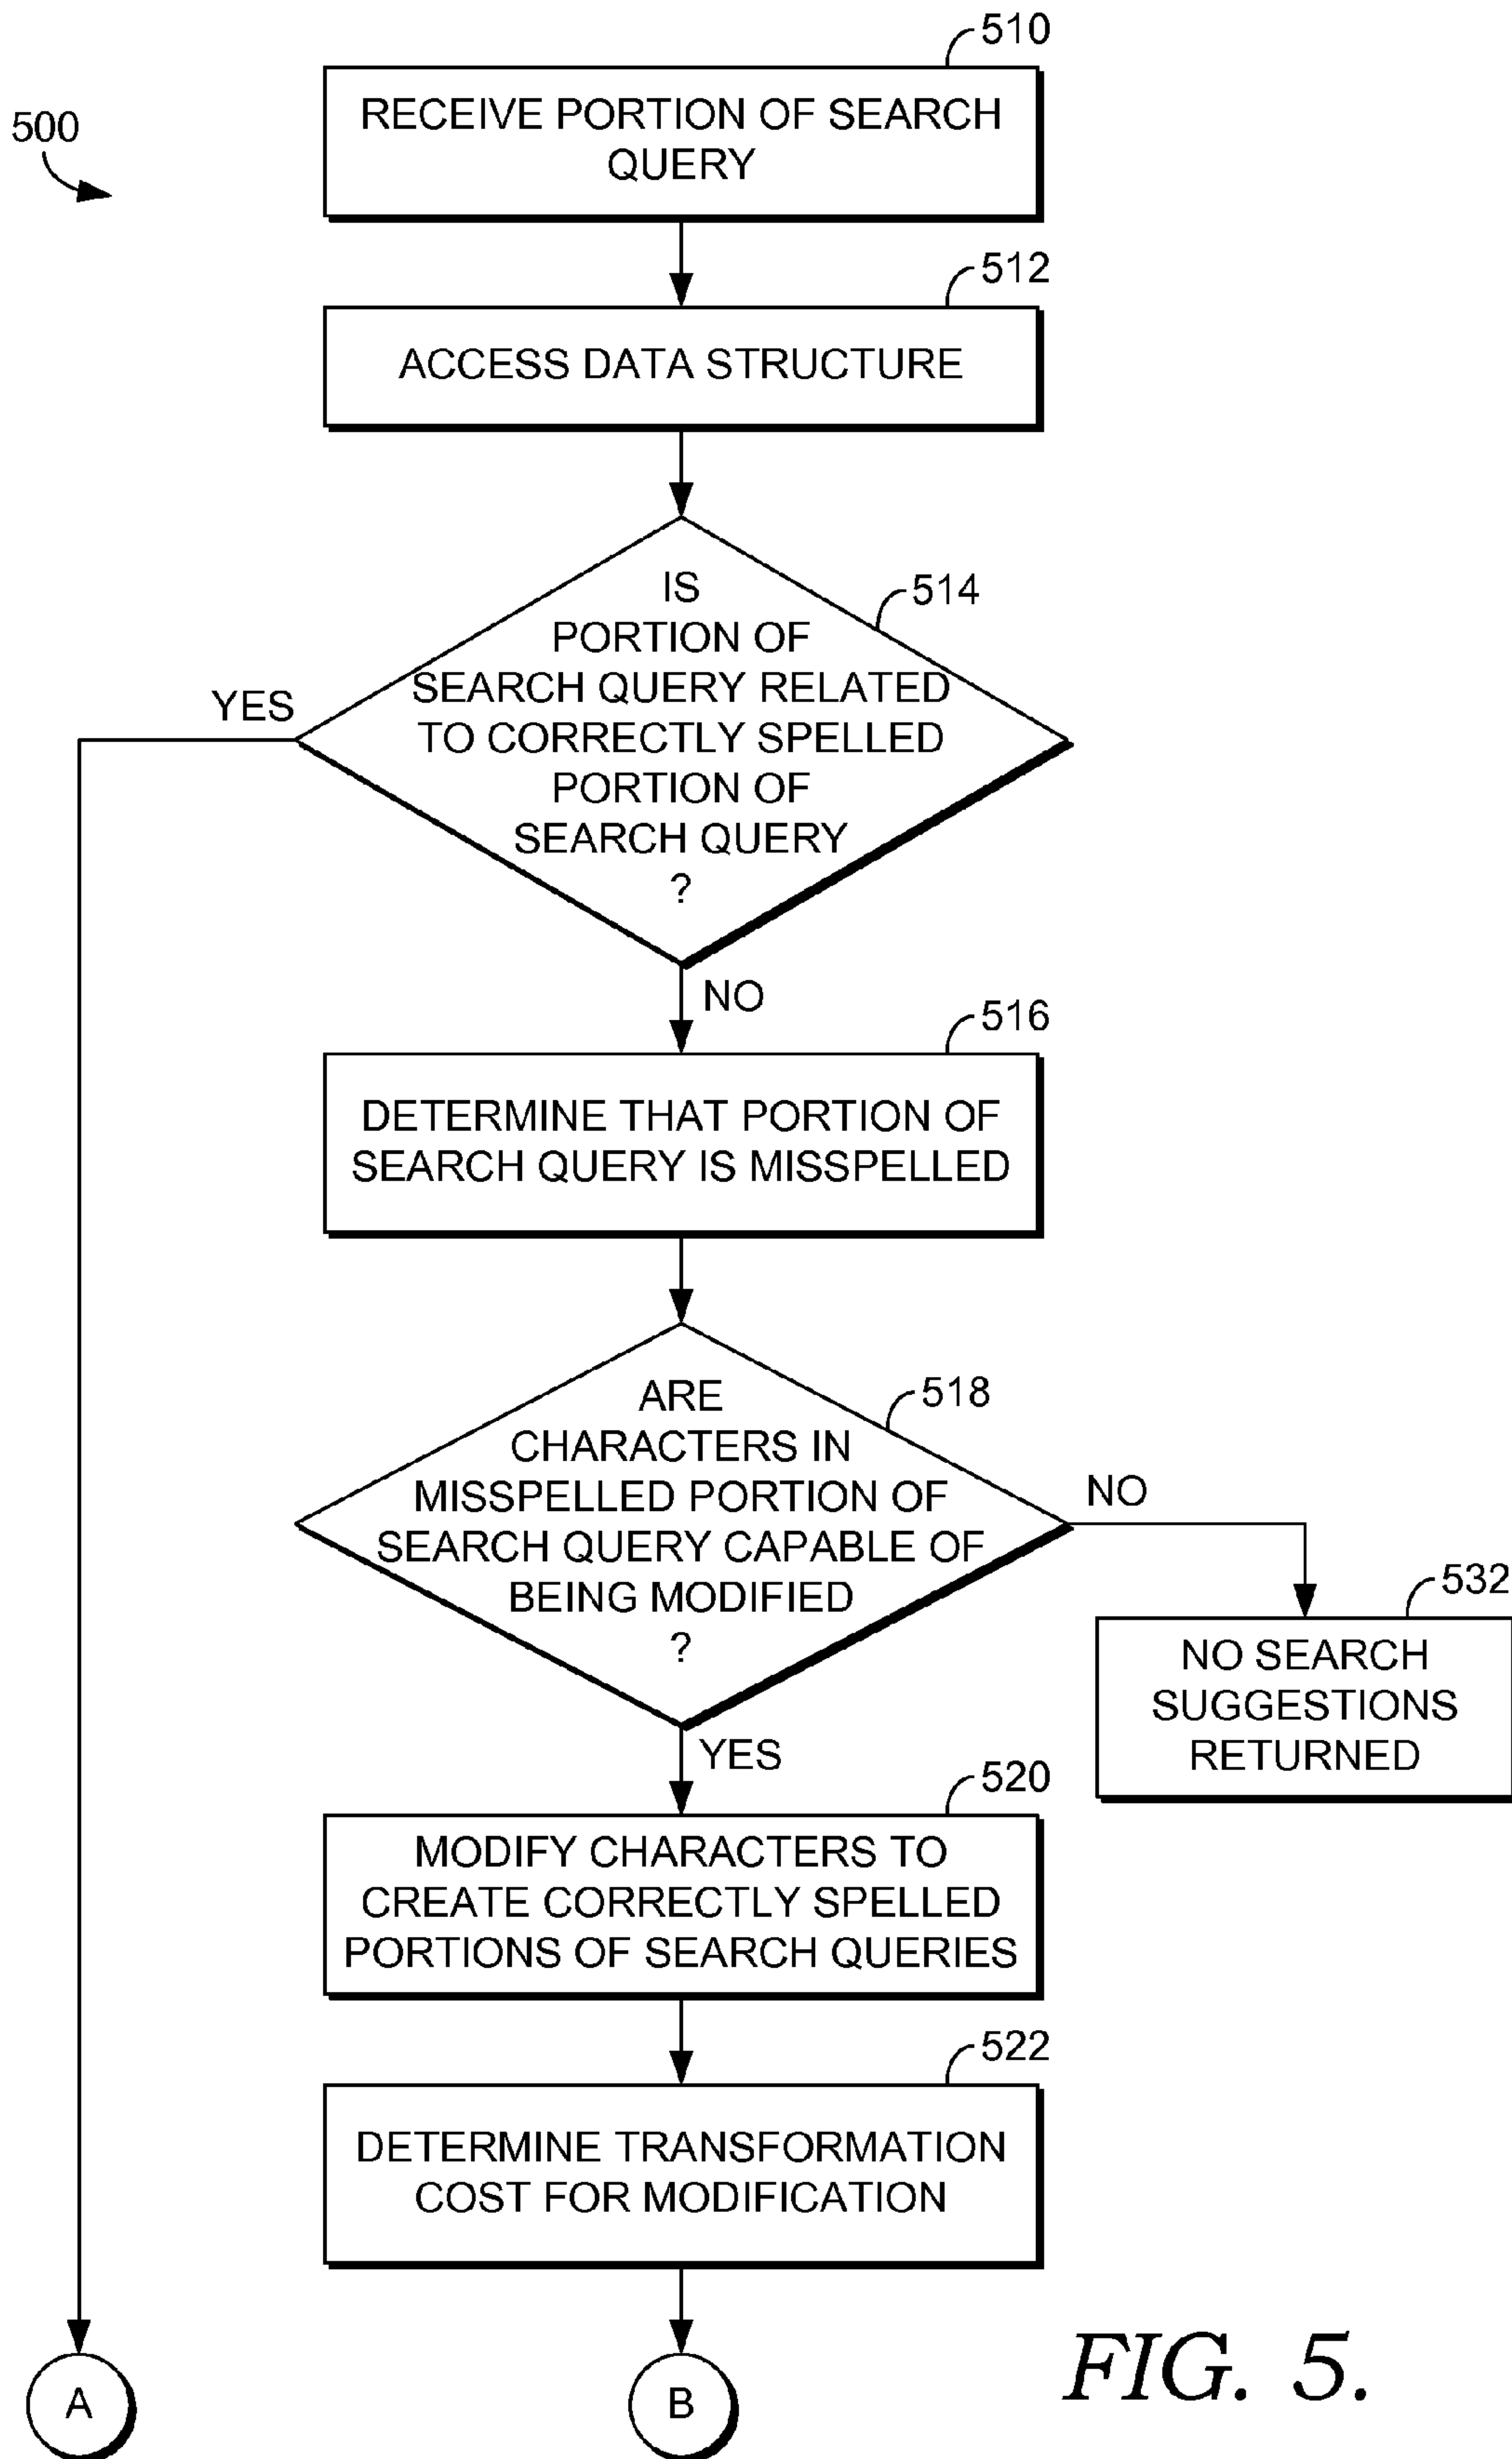 500
510
RECEIVE PORTION OF SEARCH
QUERY
512
ACCESS DATA STRUCTURE
514
IS
PORTION OF
SEARCH QUERY RELATED
TO CORRECTLY SPELLED
PORTION OF
SEARCH QUERY
?
YES
NO
516
DETERMINE THAT PORTION OF
SEARCH QUERY IS MISSPELLED
518
ARE
CHARACTERS IN
MISSPELLED PORTION OF
SEARCH QUERY CAPABLE OF
BEING MODIFIED
?
NO
532
NO SEARCH
SUGGESTIONS
RETURNED
YES
520
MODIFY CHARACTERS TO
CREATE CORRECTLY SPELLED
PORTIONS OF SEARCH QUERIES
522
DETERMINE TRANSFORMATION
COST FOR MODIFICATION
A
B
FIG. 5.